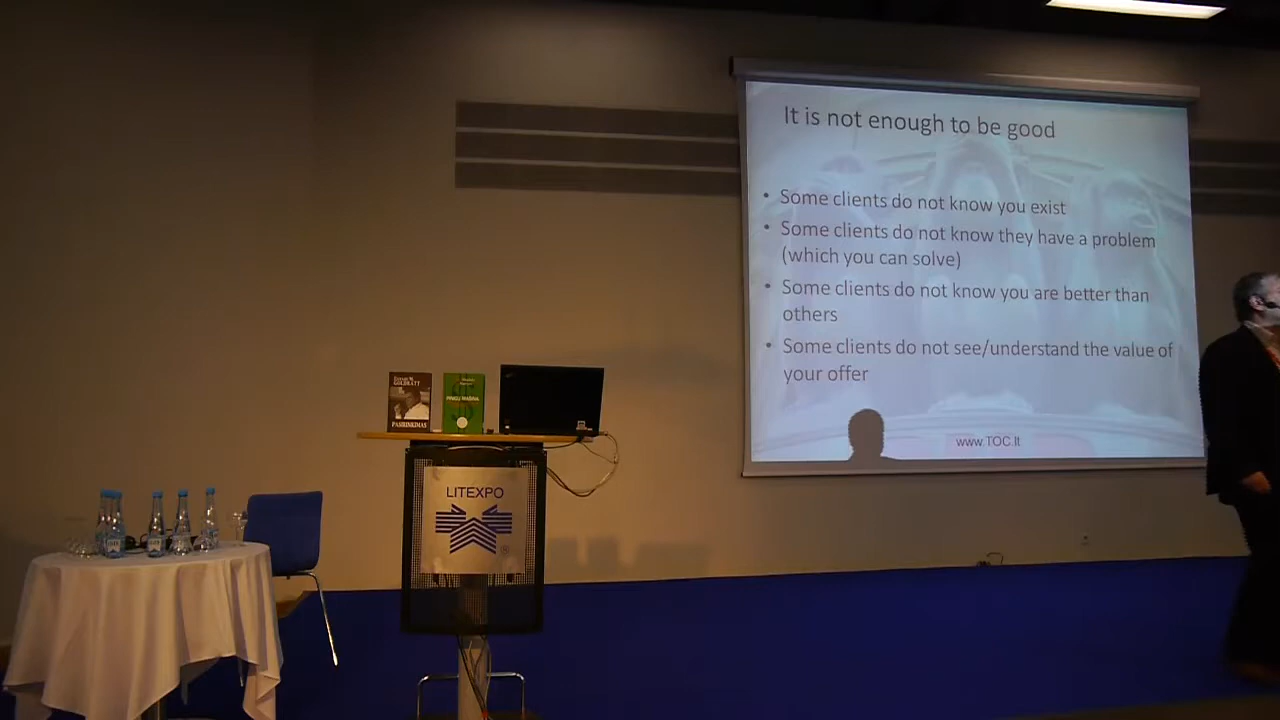 It is not enough to be good
• Some clients do not know you exist
• Some clients do not know they have a problem
(which you can solve)
• Some clients do not know you are better than
others
• Some clients do not see/understand the value of
your offer
www.TOC.lt
GOLDRATT
PASIRINKIMAS
PINIGŲ MAŠINA
LITEXPO
®